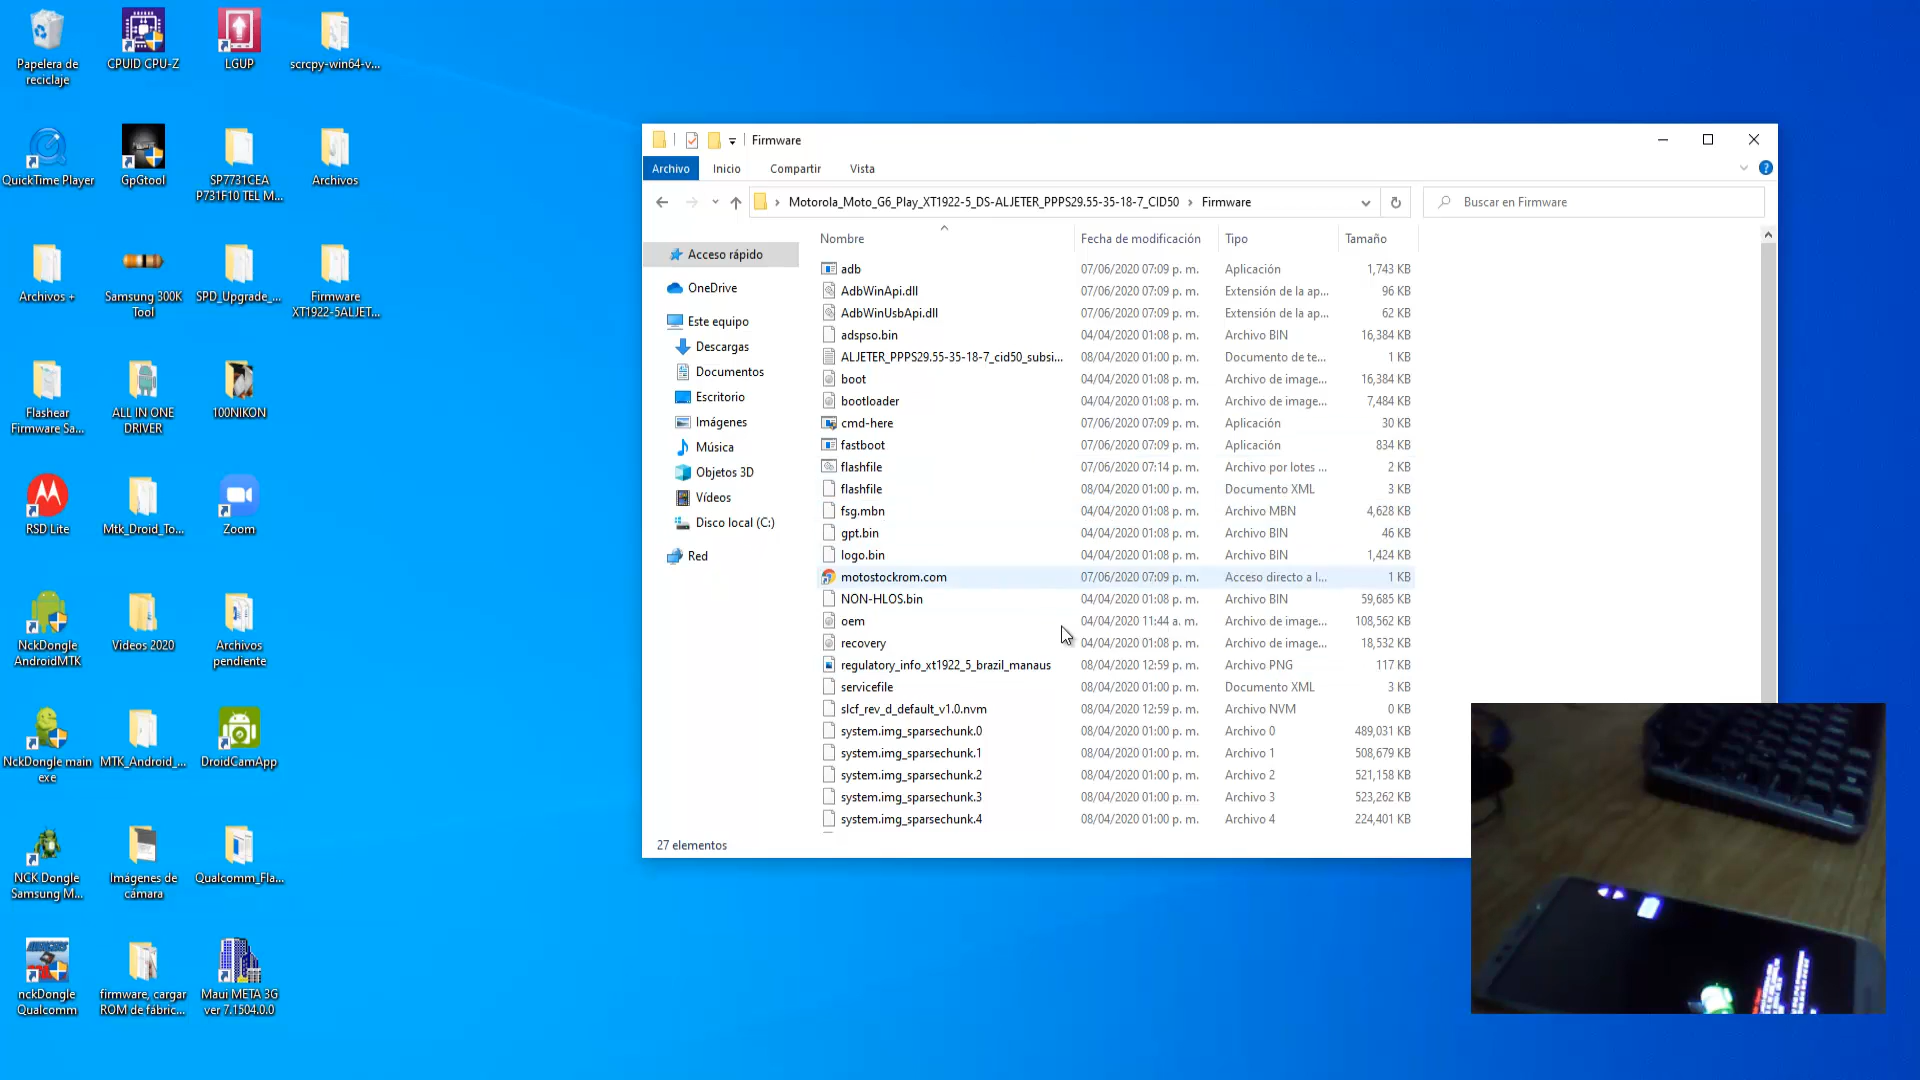 Papelera de
reciclaje
CPUID CPU-Z
LGUP
scrcpy-win64-v...
QuickTime Player
GpGtool
SP7731CEA
P731F10 TEL M...
Archivos
Archivos +
Samsung 300K
Tool
SPD_Upgrade_...
Firmware
XT1922-5ALJET...
Flashear
Firmware Sa...
ALL IN ONE
DRIVER
100NIKON
RSD Lite
Mtk_Droid_To...
Zoom
NckDongle
AndroidMTK
Videos 2020
Archivos
pendiente
NckDongle main
exe
MTK_Android_...
DroidCamApp
NCK Dongle
Samsung M...
Imágenes de
cámara
Qualcomm_Fla...
nckDongle
Qualcomm
firmware, cargar
ROM de fábric...
Maui META 3G
ver 7.1504.0.0
Firmware
Archivo Inicio Compartir Vista
Motorola_Moto_G6_Play_XT1922-5_DS-ALJETER_PPPS29.55-35-18-7_CID50 › Firmware
Buscar en Firmware
Acceso rápido
OneDrive
Este equipo
Descargas
Documentos
Escritorio
Imágenes
Música
Objetos 3D
Vídeos
Disco local (C:)
Red
Nombre Fecha de modificación Tipo Tamaño
adb 07/06/2020 07:09 p. m. Aplicación 1,743 KB
AdbWinApi.dll 07/06/2020 07:09 p. m. Extensión de la ap... 96 KB
AdbWinUsbApi.dll 07/06/2020 07:09 p. m. Extensión de la ap... 62 KB
adspso.bin 04/04/2020 01:08 p. m. Archivo BIN 16,384 KB
ALJETER_PPPS29.55-35-18-7_cid50_subsi... 08/04/2020 01:00 p. m. Documento de te... 1 KB
boot 04/04/2020 01:08 p. m. Archivo de image... 16,384 KB
bootloader 04/04/2020 01:08 p. m. Archivo de image... 7,484 KB
cmd-here 07/06/2020 07:09 p. m. Aplicación 30 KB
fastboot 07/06/2020 07:09 p. m. Aplicación 834 KB
flashfile 07/06/2020 07:14 p. m. Archivo por lotes ... 2 KB
flashfile 08/04/2020 01:00 p. m. Documento XML 3 KB
fsg.mbn 04/04/2020 01:08 p. m. Archivo MBN 4,628 KB
gpt.bin 04/04/2020 01:08 p. m. Archivo BIN 46 KB
logo.bin 04/04/2020 01:08 p. m. Archivo BIN 1,424 KB
motostockrom.com 07/06/2020 07:09 p. m. Acceso directo a l... 1 KB
NON-HLOS.bin 04/04/2020 01:08 p. m. Archivo BIN 59,685 KB
oem 04/04/2020 11:44 a. m. Archivo de image... 108,562 KB
recovery 04/04/2020 01:08 p. m. Archivo de image... 18,532 KB
regulatory_info_xt1922_5_brazil_manaus 08/04/2020 12:59 p. m. Archivo PNG 117 KB
servicefile 08/04/2020 01:00 p. m. Documento XML 3 KB
slcf_rev_d_default_v1.0.nvm 08/04/2020 12:59 p. m. Archivo NVM 0 KB
system.img_sparsechunk.0 08/04/2020 01:00 p. m. Archivo 0 489,031 KB
system.img_sparsechunk.1 08/04/2020 01:00 p. m. Archivo 1 508,679 KB
system.img_sparsechunk.2 08/04/2020 01:00 p. m. Archivo 2 521,158 KB
system.img_sparsechunk.3 08/04/2020 01:00 p. m. Archivo 3 523,262 KB
system.img_sparsechunk.4 08/04/2020 01:00 p. m. Archivo 4 224,401 KB
27 elementos